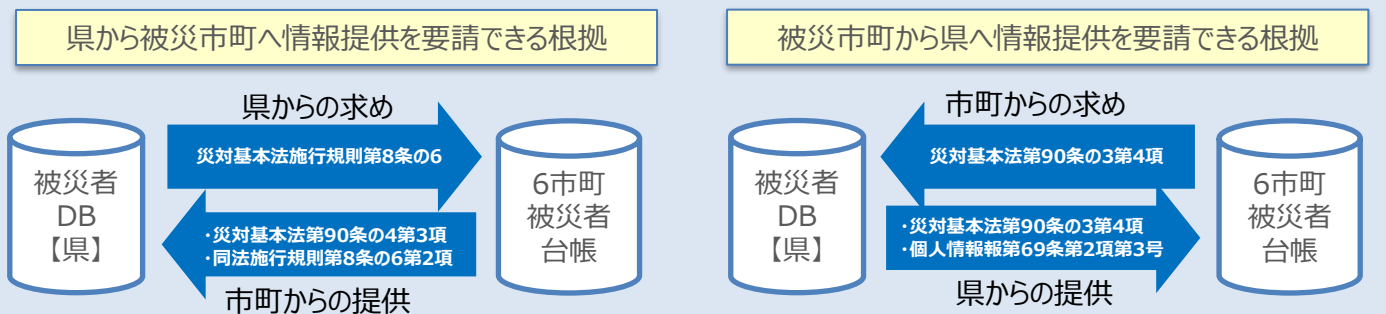 県から被災市町へ情報提供を要請できる根拠
県からの求め
被災者
DB
【県】
災対基本法施行規則第8条の6
・災対基本法第90条の4第3項
・同法施行規則第8条の6第2項
6市町
被災者
台帳
市町からの提供
被災市町から県へ情報提供を要請できる根拠
市町からの求め
被災者
DB
【県】
災対基本法第90条の3第4項
・災対基本法第90条の3第4項
・個人情報報第69条第2項第3号
6市町
被災者
台帳
県からの提供